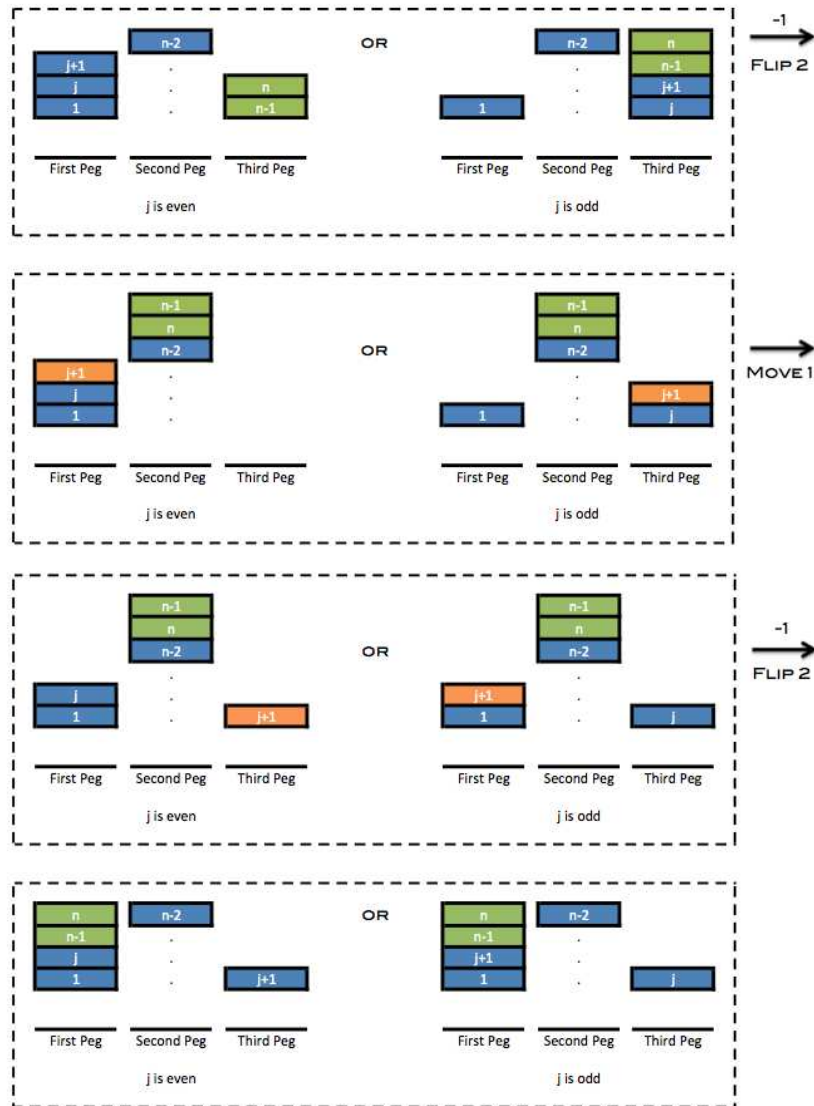 n-2 OR n-2 n -1
j+1 . . n-1
j . n . j+1 FLIP 2
1 . n-1 1 . j
First Peg Second Peg Third Peg First Peg Second Peg Third Peg
j is even j is odd
n-1 n-1
n OR n
n-2 n-2 MOVE 1
j+1 . .
j . . j+1
1 . 1 . j
First Peg Second Peg Third Peg First Peg Second Peg Third Peg
j is even j is odd
n-1 n-1
n OR n -1
n-2 n-2 FLIP 2
. .
j . j+1 .
1 . j+1 1 . j
First Peg Second Peg Third Peg First Peg Second Peg Third Peg
j is even j is odd
n n-2 OR n n-2
n-1 . n-1 .
j . j+1 .
1 . j+1 1 . j
First Peg Second Peg Third Peg First Peg Second Peg Third Peg
j is even j is odd